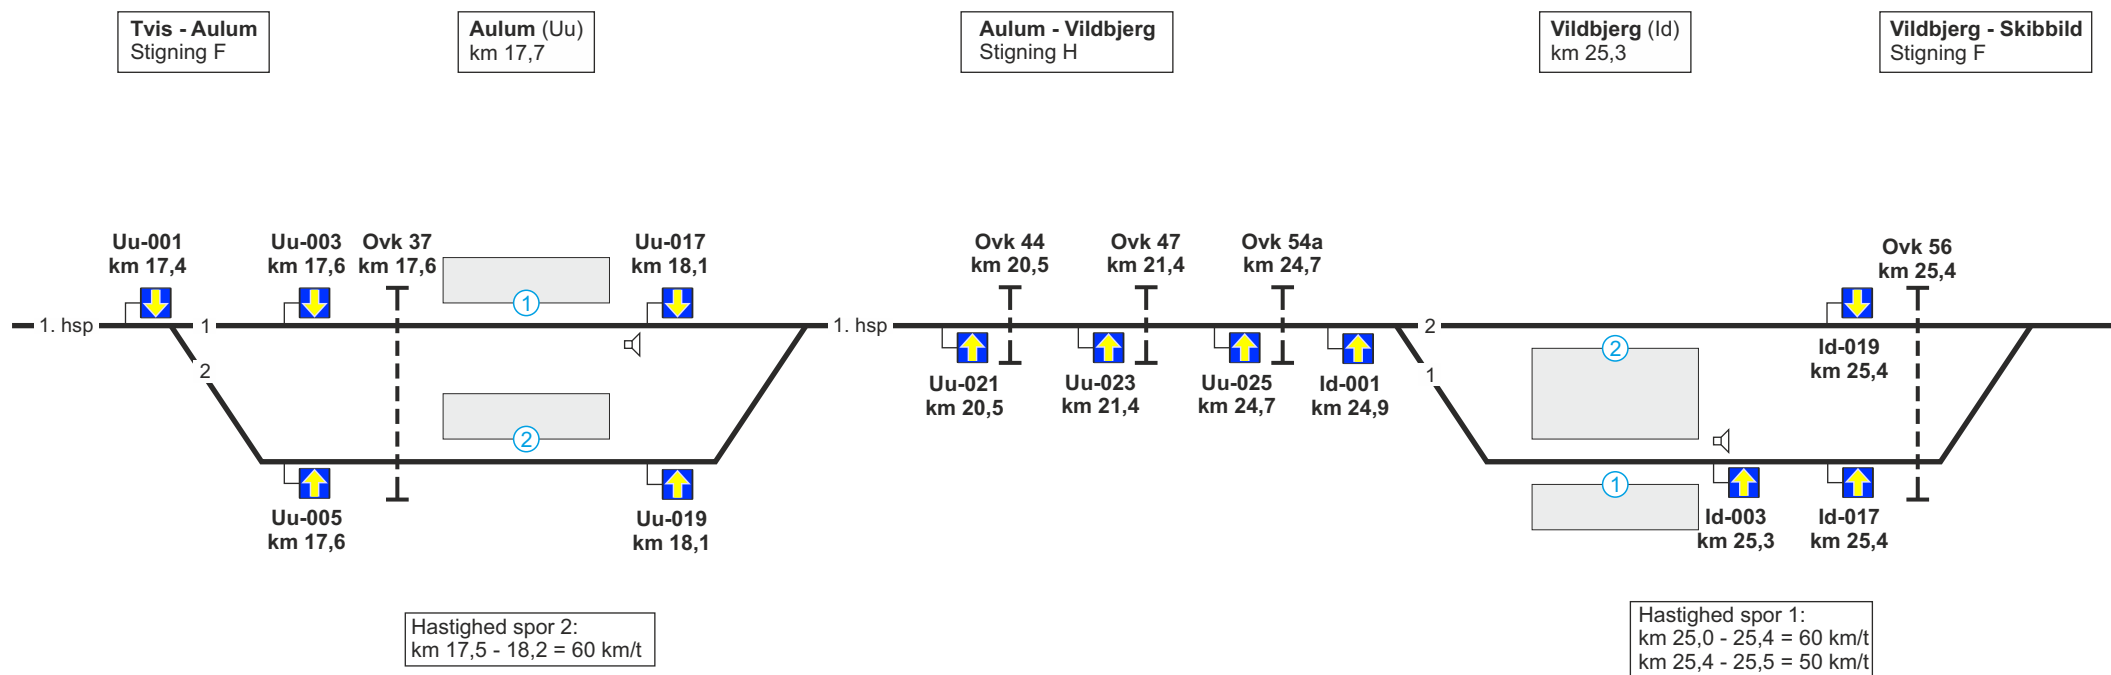 Tvis - Aulum
Stigning F
Aulum (Uu)
km 17,7
Aulum - Vildbjerg
Stigning H
Vildbjerg (Id)
km 25,3
Vildbjerg - Skibbild
Stigning F
Uu-001
km 17,4
Uu-003
km 17,6
Ovk 37
km 17,6
Uu-017
km 18,1
Ovk 44
km 20,5
Ovk 47
km 21,4
Ovk 54a
km 24,7
Ovk 56
km 25,4
1
1. hsp
1
1. hsp
2
2
2
1
Id-019
km 25,4
Uu-021
km 20,5
Uu-023
km 21,4
Uu-025
km 24,7
Id-001
km 24,9
2
1
Uu-005
km 17,6
Uu-019
km 18,1
Id-003
km 25,3
Id-017
km 25,4
Hastighed spor 2:
km 17,5 - 18,2 = 60 km/t
Hastighed spor 1:
km 25,0 - 25,4 = 60 km/t
km 25,4 - 25,5 = 50 km/t